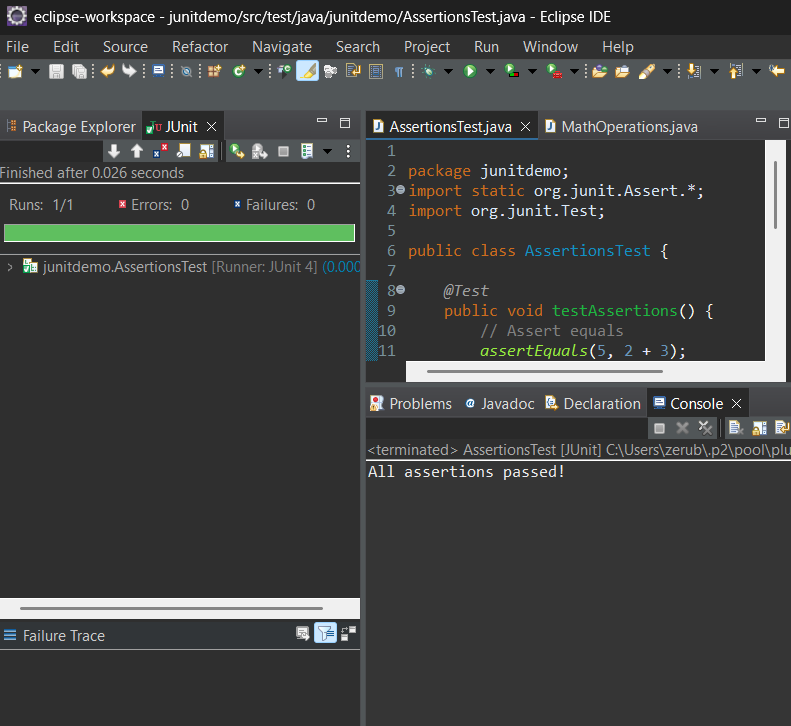 eclipse-workspace - junitdemo/src/test/java/junitdemo/AssertionsTest.java - Eclipse IDE
File Edit Source Refactor Navigate Search Project Run Window Help
Package Explorer JUnit
Finished after 0.026 seconds
Runs: 1/1 Errors: 0 Failures: 0
junitdemo.AssertionsTest [Runner: JUnit 4] (0.000
Failure Trace
AssertionsTest.java MathOperations.java
1
2 package junitdemo;
3 import static org.junit.Assert.*;
4 import org.junit.Test;
5
6 public class AssertionsTest {
7
8 @Test
9 public void testAssertions() {
10 // Assert equals
11 assertEquals(5, 2 + 3);
Problems Javadoc Declaration Console
<terminated> AssertionsTest [JUnit] C:\Users\zerub\.p2\pool\plu
All assertions passed!